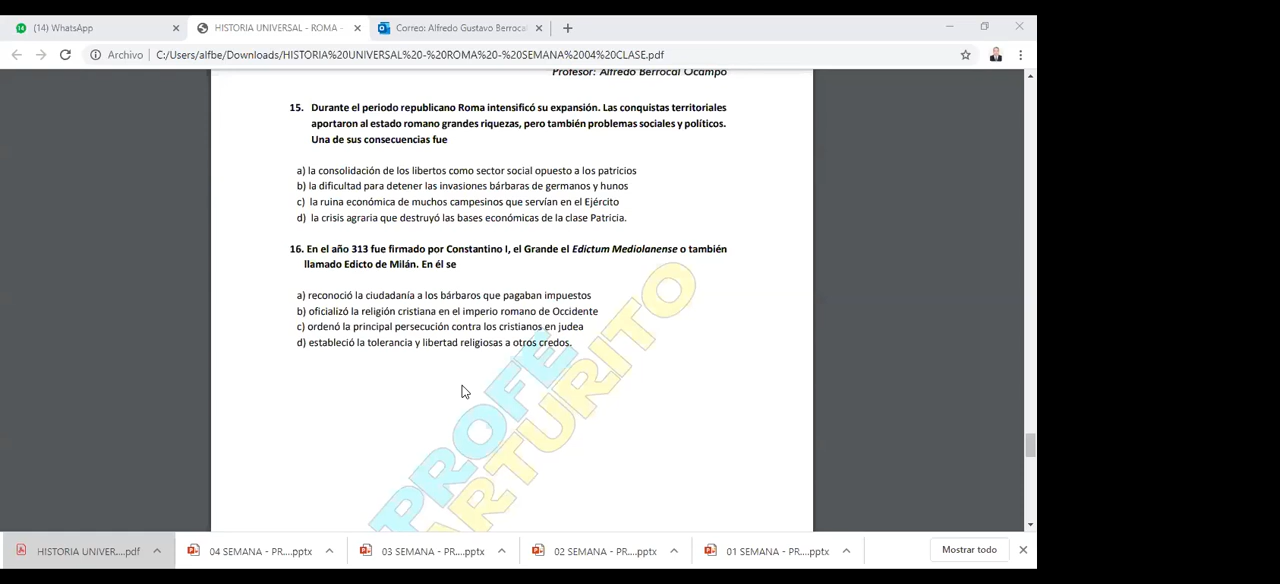 (14) WhatsApp
HISTORIA UNIVERSAL - ROMA -
Correo: Alfredo Gustavo Berrocal
Archivo
C:/Users/alfbe/Downloads/HISTORIA%20UNIVERSAL%20-%20ROMA%20-%20SEMANA%2004%20CLASE.pdf
Profesor: Alfredo Berrocal Ocampo
15. Durante el periodo republicano Roma intensificó su expansión. Las conquistas territoriales
aportaron al estado romano grandes riquezas, pero también problemas sociales y políticos.
Una de sus consecuencias fue
a) la consolidación de los libertos como sector social opuesto a los patricios
b) la dificultad para detener las invasiones bárbaras de germanos y hunos
c) la ruina económica de muchos campesinos que servían en el Ejército
d) la crisis agraria que destruyó las bases económicas de la clase Patricia.
16. En el año 313 fue firmado por Constantino I, el Grande el Edictum Mediolanense o también
llamado Edicto de Milán. En él se
a) reconoció la ciudadanía a los bárbaros que pagaban impuestos
b) oficializó la religión cristiana en el imperio romano de Occidente
c) ordenó la principal persecución contra los cristianos en judea
d) estableció la tolerancia y libertad religiosas a otros credos.
PROFE
ARTURITO
HISTORIA UNIVER....pdf
04 SEMANA - PR....pptx
03 SEMANA - PR....pptx
02 SEMANA - PR....pptx
01 SEMANA - PR....pptx
Mostrar todo